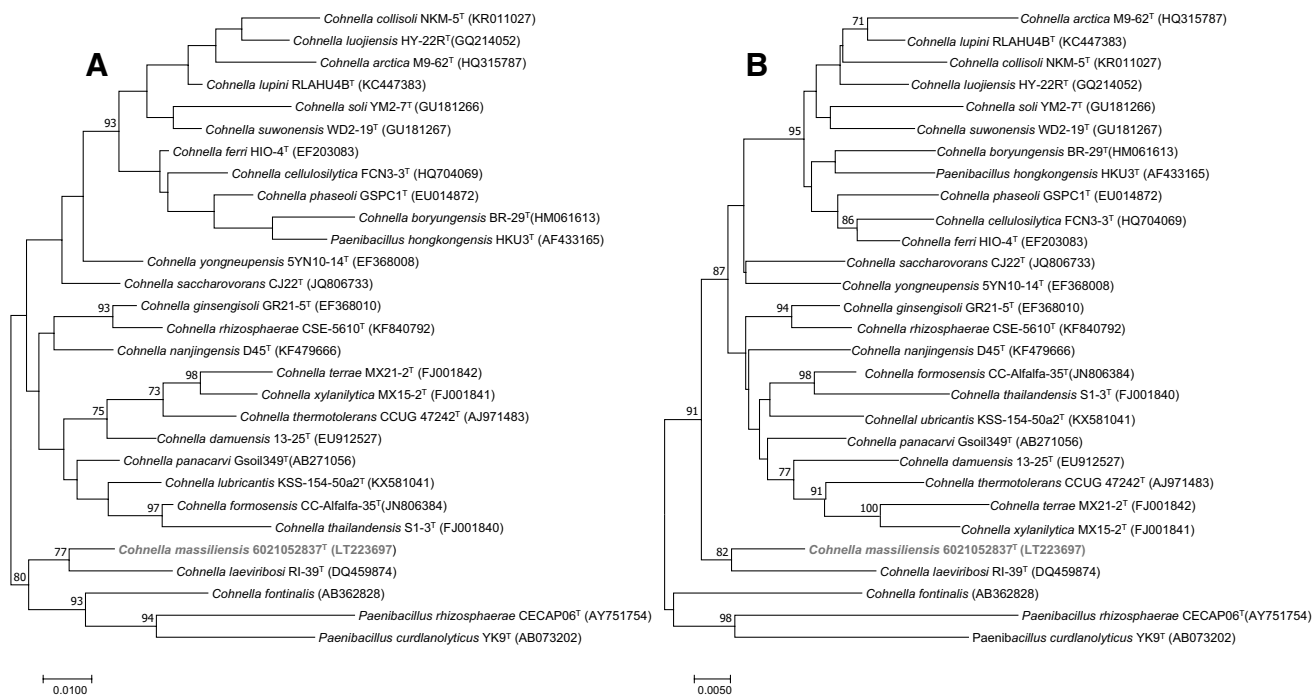 A
Cohnella collisoli NKM-5ᵀ (KR011027)
Cohnella luojiensis HY-22Rᵀ(GQ214052)
Cohnella arctica M9-62ᵀ (HQ315787)
Cohnella lupini RLAHU4Bᵀ (KC447383)
Cohnella soli YM2-7ᵀ (GU181266)
Cohnella suwonensis WD2-19ᵀ (GU181267)
93
Cohnella ferri HIO-4ᵀ (EF203083)
Cohnella cellulosilytica FCN3-3ᵀ (HQ704069)
Cohnella phaseoli GSPC1ᵀ (EU014872)
Cohnella boryungensis BR-29ᵀ(HM061613)
Paenibacillus hongkongensis HKU3ᵀ (AF433165)
Cohnella yongneupensis 5YN10-14ᵀ (EF368008)
Cohnella saccharovorans CJ22ᵀ (JQ806733)
93
Cohnella ginsengisoli GR21-5ᵀ (EF368010)
Cohnella rhizosphaerae CSE-5610ᵀ (KF840792)
Cohnella nanjingensis D45ᵀ (KF479666)
98
Cohnella terrae MX21-2ᵀ (FJ001842)
73
Cohnella xylanilytica MX15-2ᵀ (FJ001841)
75
Cohnella thermotolerans CCUG 47242ᵀ (AJ971483)
Cohnella damuensis 13-25ᵀ (EU912527)
Cohnella panacarvi Gsoil349ᵀ(AB271056)
Cohnella lubricantis KSS-154-50a2ᵀ (KX581041)
97
Cohnella formosensis CC-Alfalfa-35ᵀ(JN806384)
Cohnella thailandensis S1-3ᵀ (FJ001840)
77
Cohnella massiliensis 6021052837ᵀ (LT223697)
80
Cohnella laeviribosi RI-39ᵀ (DQ459874)
93
Cohnella fontinalis (AB362828)
94
Paenibacillus rhizosphaerae CECAP06ᵀ (AY751754)
Paenibacillus curdlanolyticus YK9ᵀ (AB073202)
0.0100
B
71
Cohnella arctica M9-62ᵀ (HQ315787)
Cohnella lupini RLAHU4Bᵀ (KC447383)
Cohnella collisoli NKM-5ᵀ (KR011027)
Cohnella luojiensis HY-22Rᵀ (GQ214052)
Cohnella soli YM2-7ᵀ (GU181266)
Cohnella suwonensis WD2-19ᵀ (GU181267)
95
Cohnella boryungensis BR-29ᵀ(HM061613)
Paenibacillus hongkongensis HKU3ᵀ (AF433165)
Cohnella phaseoli GSPC1ᵀ (EU014872)
86
Cohnella cellulosilytica FCN3-3ᵀ (HQ704069)
Cohnella ferri HIO-4ᵀ (EF203083)
87
Cohnella saccharovorans CJ22ᵀ (JQ806733)
Cohnella yongneupensis 5YN10-14ᵀ (EF368008)
94
Cohnella ginsengisoli GR21-5ᵀ (EF368010)
Cohnella rhizosphaerae CSE-5610ᵀ (KF840792)
Cohnella nanjingensis D45ᵀ (KF479666)
98
Cohnella formosensis CC-Alfalfa-35ᵀ(JN806384)
Cohnella thailandensis S1-3ᵀ (FJ001840)
91
Cohnellal ubricantis KSS-154-50a2ᵀ (KX581041)
Cohnella panacarvi Gsoil349ᵀ (AB271056)
77
Cohnella damuensis 13-25ᵀ (EU912527)
91
Cohnella thermotolerans CCUG 47242ᵀ (AJ971483)
100
Cohnella terrae MX21-2ᵀ (FJ001842)
Cohnella xylanilytica MX15-2ᵀ (FJ001841)
82
Cohnella massiliensis 6021052837ᵀ (LT223697)
Cohnella laeviribosi RI-39ᵀ (DQ459874)
Cohnella fontinalis (AB362828)
98
Paenibacillus rhizosphaerae CECAP06ᵀ(AY751754)
Paenibacillus curdlanolyticus YK9ᵀ (AB073202)
0.0050